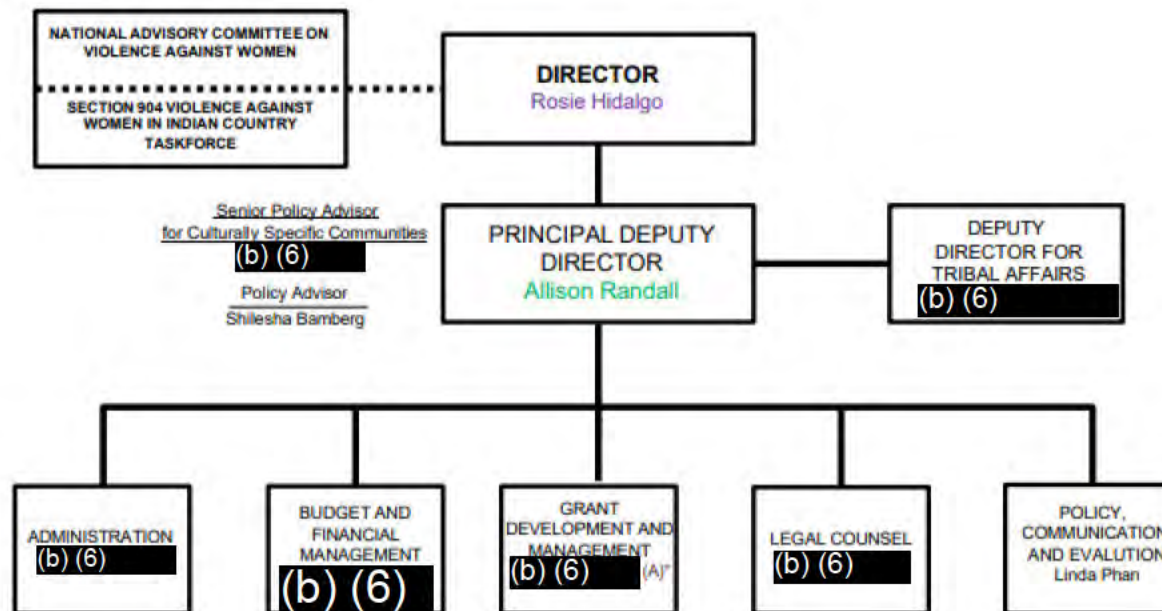 NATIONAL ADVISORY COMMITTEE ON
VIOLENCE AGAINST WOMEN
SECTION 904 VIOLENCE AGAINST
WOMEN IN INDIAN COUNTRY
TASKFORCE
DIRECTOR
Rosie Hidalgo
Senior Policy Advisor
for Culturally Specific Communities
(b) (6)
Policy Advisor
Shilesha Bamberg
PRINCIPAL DEPUTY
DIRECTOR
Allison Randall
DEPUTY
DIRECTOR FOR
TRIBAL AFFAIRS
(b) (6)
ADMINISTRATION
(b) (6)
BUDGET AND
FINANCIAL
MANAGEMENT
(b) (6)
GRANT
DEVELOPMENT AND
MANAGEMENT
(b) (6) (A)*
LEGAL COUNSEL
(b) (6)
POLICY,
COMMUNICATION
AND EVALUTION
Linda Phan